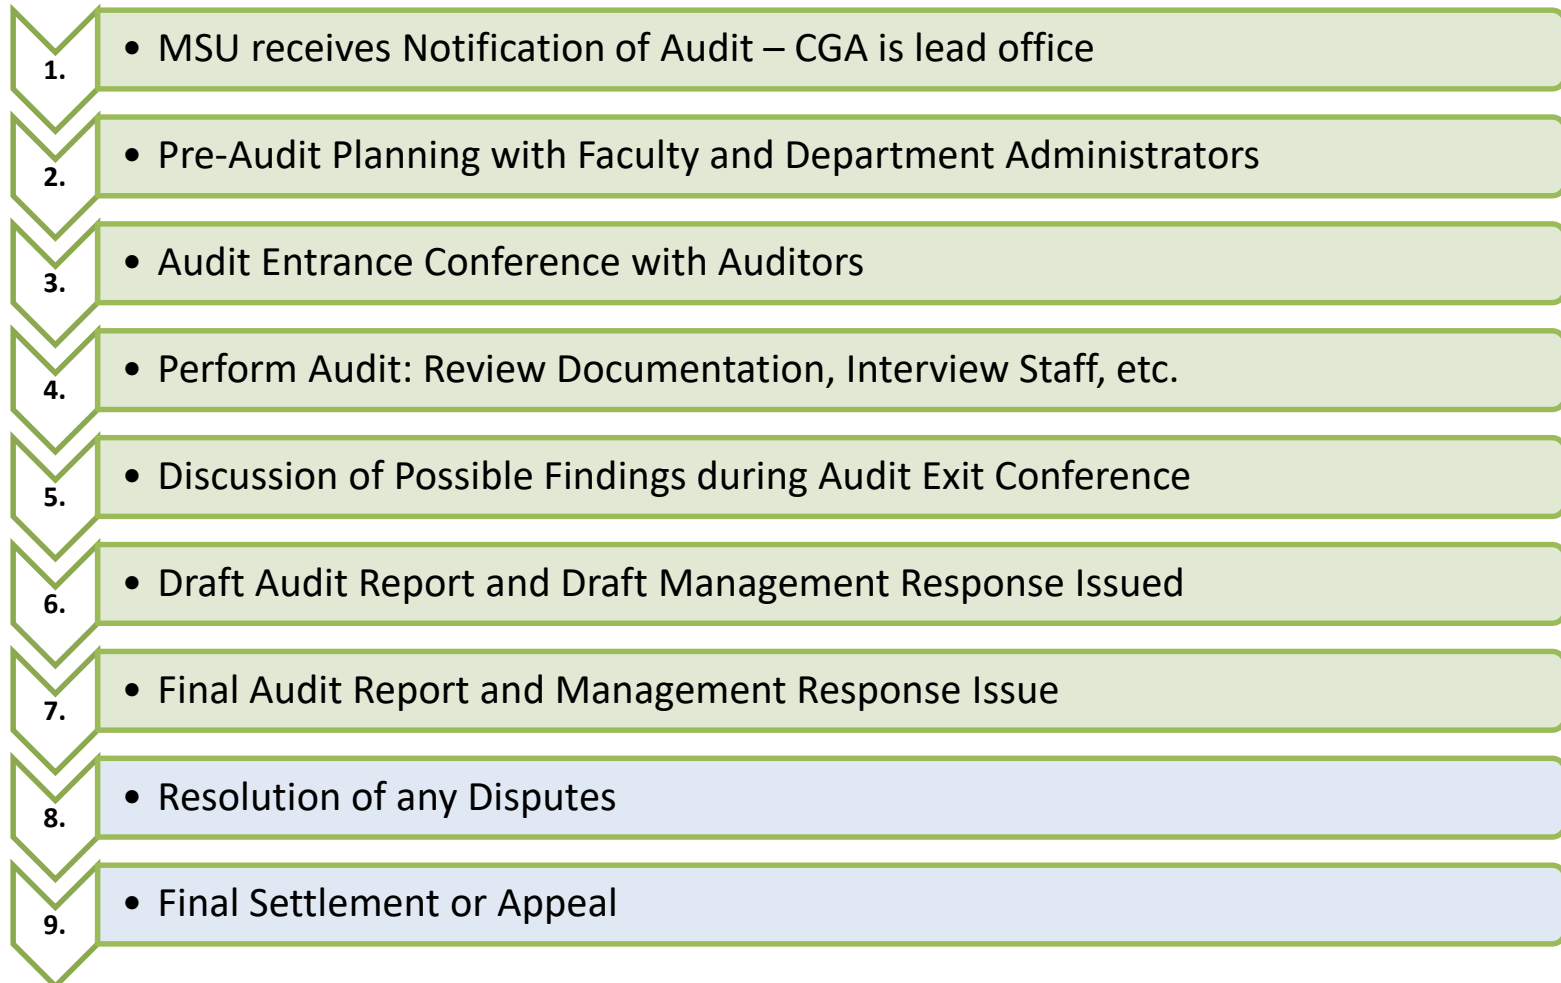 1. • MSU receives Notification of Audit – CGA is lead office
2. • Pre-Audit Planning with Faculty and Department Administrators
3. • Audit Entrance Conference with Auditors
4. • Perform Audit: Review Documentation, Interview Staff, etc.
5. • Discussion of Possible Findings during Audit Exit Conference
6. • Draft Audit Report and Draft Management Response Issued
7. • Final Audit Report and Management Response Issue
8. • Resolution of any Disputes
9. • Final Settlement or Appeal